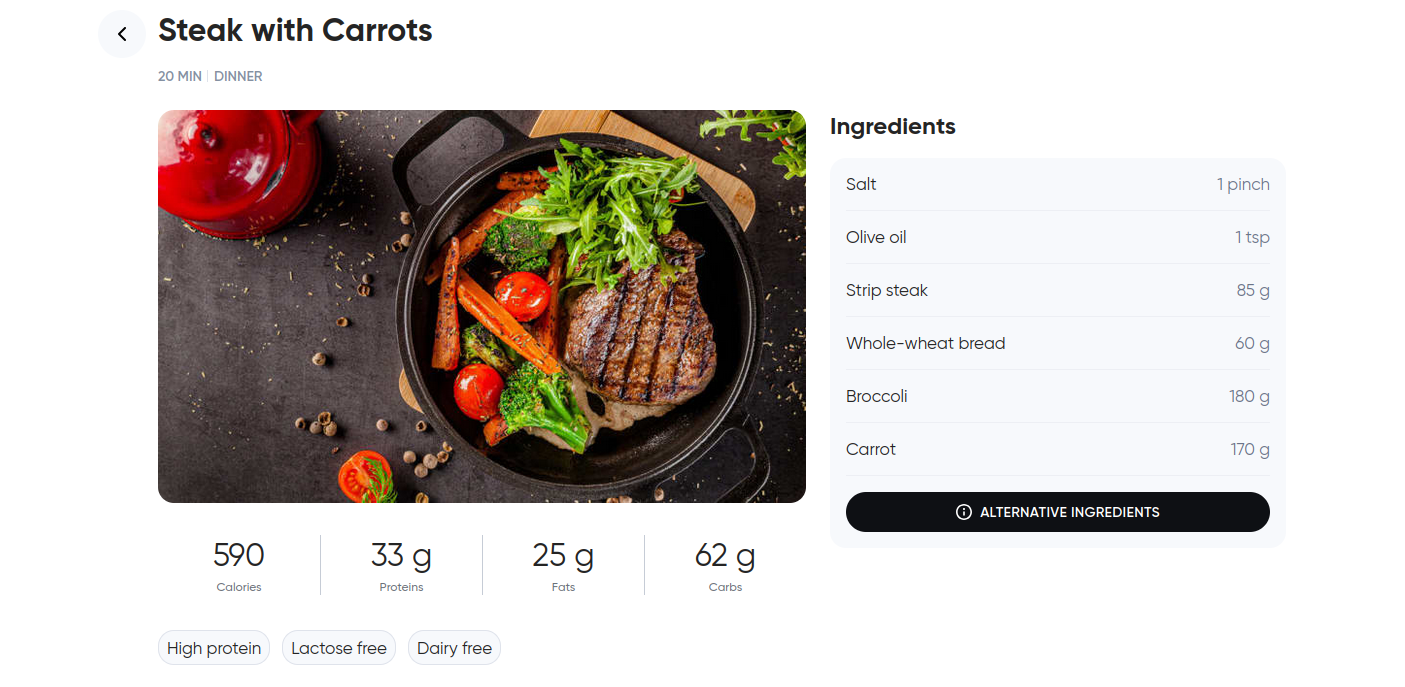 Steak with Carrots
20 MIN | DINNER
Ingredients
Salt 1 pinch
Olive oil 1 tsp
Strip steak 85 g
Whole-wheat bread 60 g
Broccoli 180 g
Carrot 170 g
ALTERNATIVE INGREDIENTS
590 33 g 25 g 62 g
Calories Proteins Fats Carbs
High protein Lactose free Dairy free